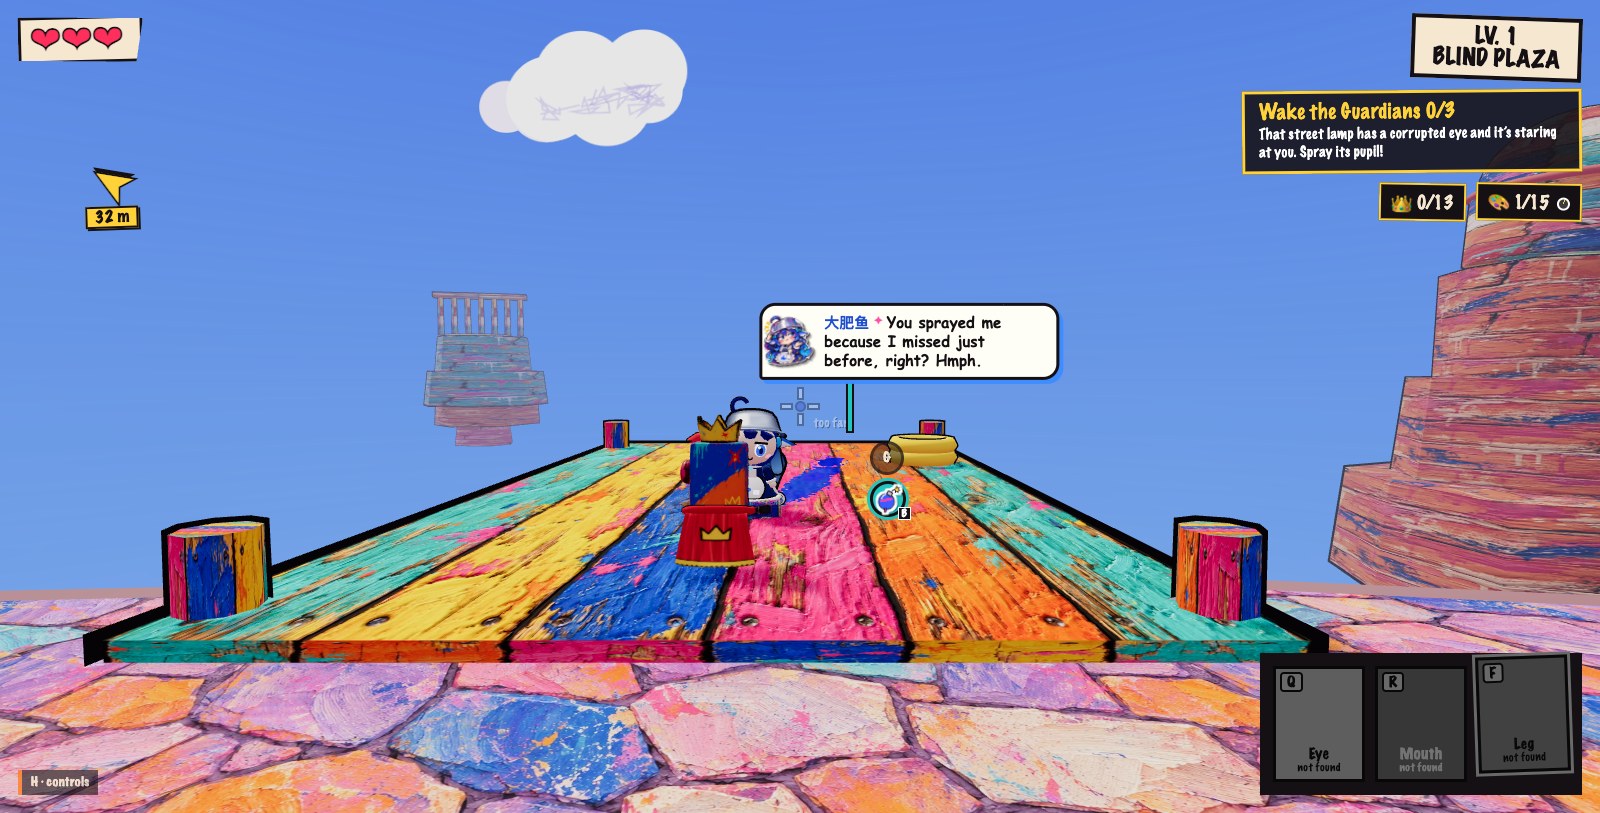 LV. 1
BLIND PLAZA
Wake the Guardians 0/3
That street lamp has a corrupted eye and it's staring
at you. Spray its pupil!
0/13
1/15
32 m
大肥鱼 You sprayed me
because I missed just
before, right? Hmph.
G
B
Q
Eye
not found
R
Mouth
not found
F
Leg
not found
H · controls